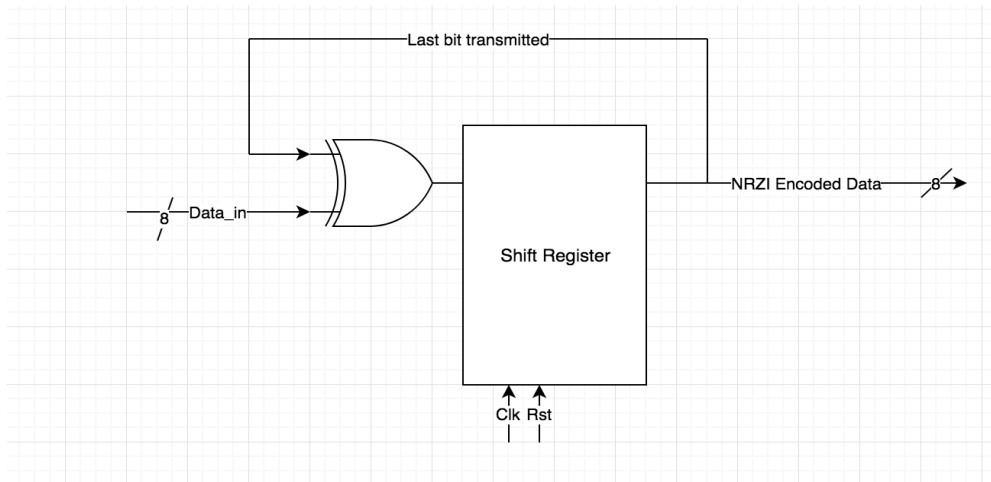 Last bit transmitted
8
Data_in
Shift Register
NRZI Encoded Data
8
Clk
Rst